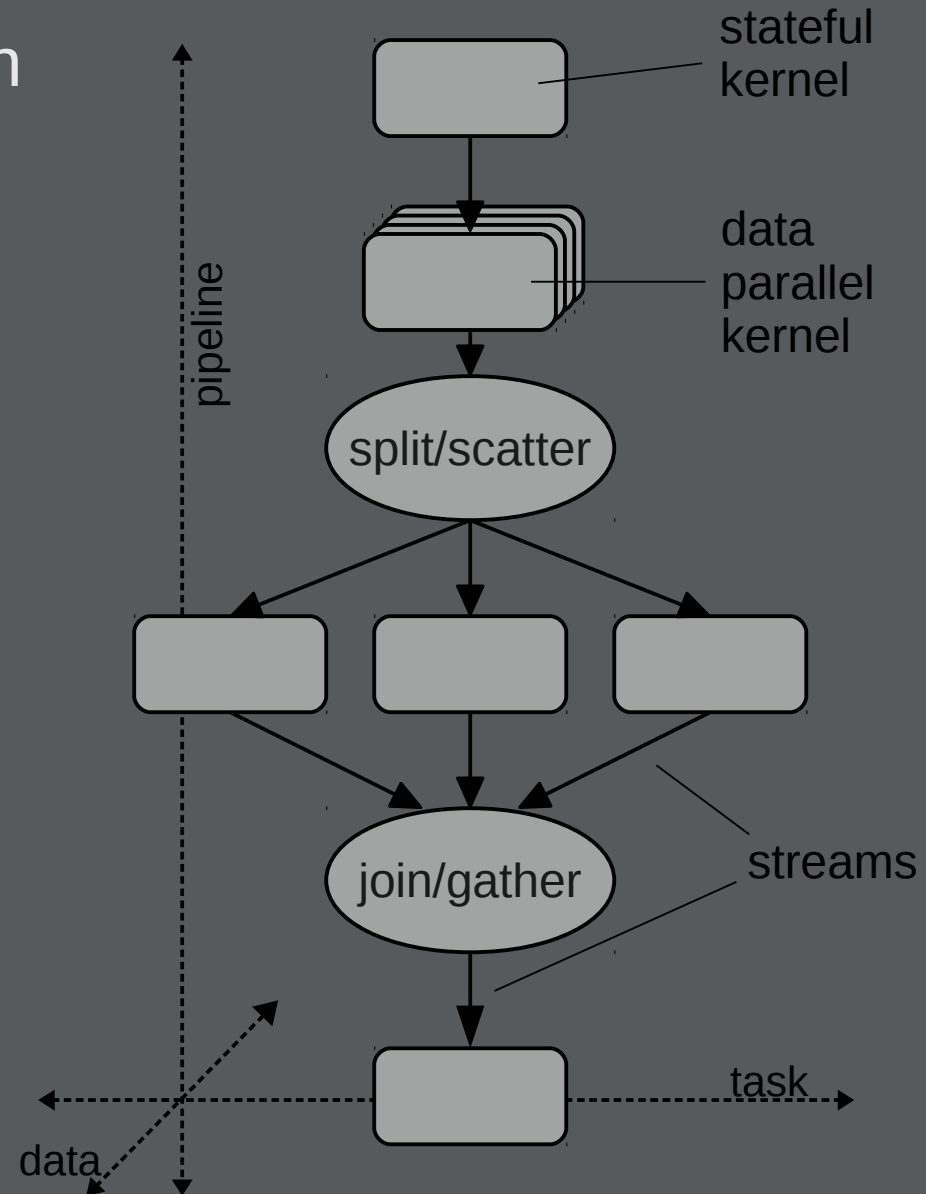 n
stateful
kernel
data
parallel
kernel
pipeline
split/scatter
join/gather
streams
task
data